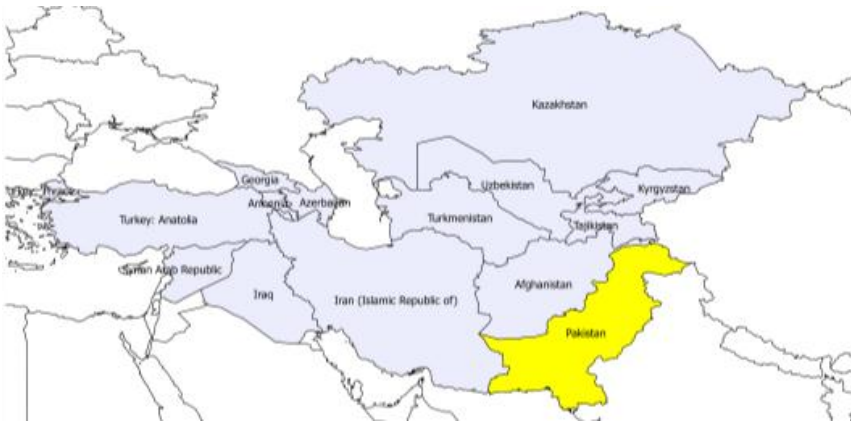 Kazakhstan
Georgia
Uzbekistan
Kyrgyzstan
Armenia
Azerbaijan
Turkey: Anatolia
Turkmenistan
Tajikistan
Syrian Arab Republic
Afghanistan
Iraq
Iran (Islamic Republic of)
Pakistan